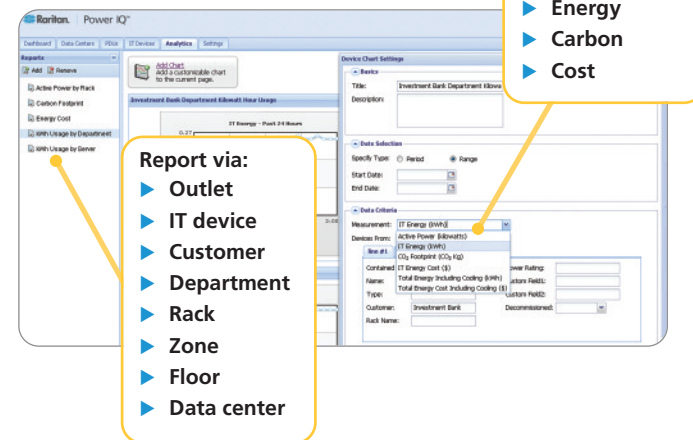 Raritan. Power IQ™
Dashboard Data Centers PDUs IT Devices Analytics Settings
Reports
Add Remove
Active Power by Rack
Carbon Footprint
Energy Cost
kWh Usage by Department
kWh Usage by Server
Add Chart
Add a customizable chart
to the current page.
Investment Bank Department Kilowatt Hour Usage
IT Energy - Past 24 Hours
0.27
Device Chart Settings
Basics
Title: Investment Bank Department Kilowa
Description:
Data Selection
Specify Type: Period Range
Start Date:
End Date:
Data Criteria
Measurement: IT Energy (kWh)
Devices From: Active Power (kilowatts)
IT Energy (kWh)
CO₂ Footprint (CO₂ Kg)
IT Energy Cost ($)
Total Energy Including Cooling (kWh)
Total Energy Cost Including Cooling ($)
line #1
Contained
Power Rating:
Name:
Custom Field1:
Type:
Custom Field2:
Customer: Investment Bank Decommissioned:
Rack Name:
Energy
Carbon
Cost
Report via:
Outlet
IT device
Customer
Department
Rack
Zone
Floor
Data center